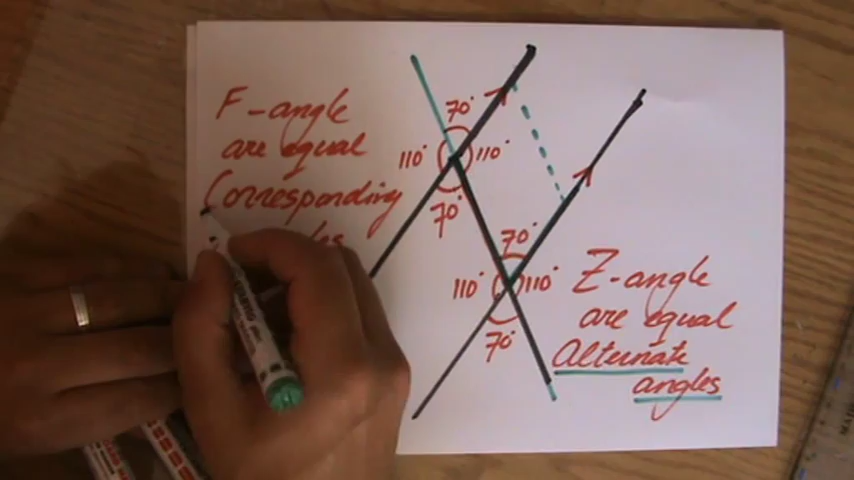 F-angle
are equal
Corresponding
70°
110°
110°
70°
70°
110°
110°
70°
Z-angle
are equal
Alternate
angles